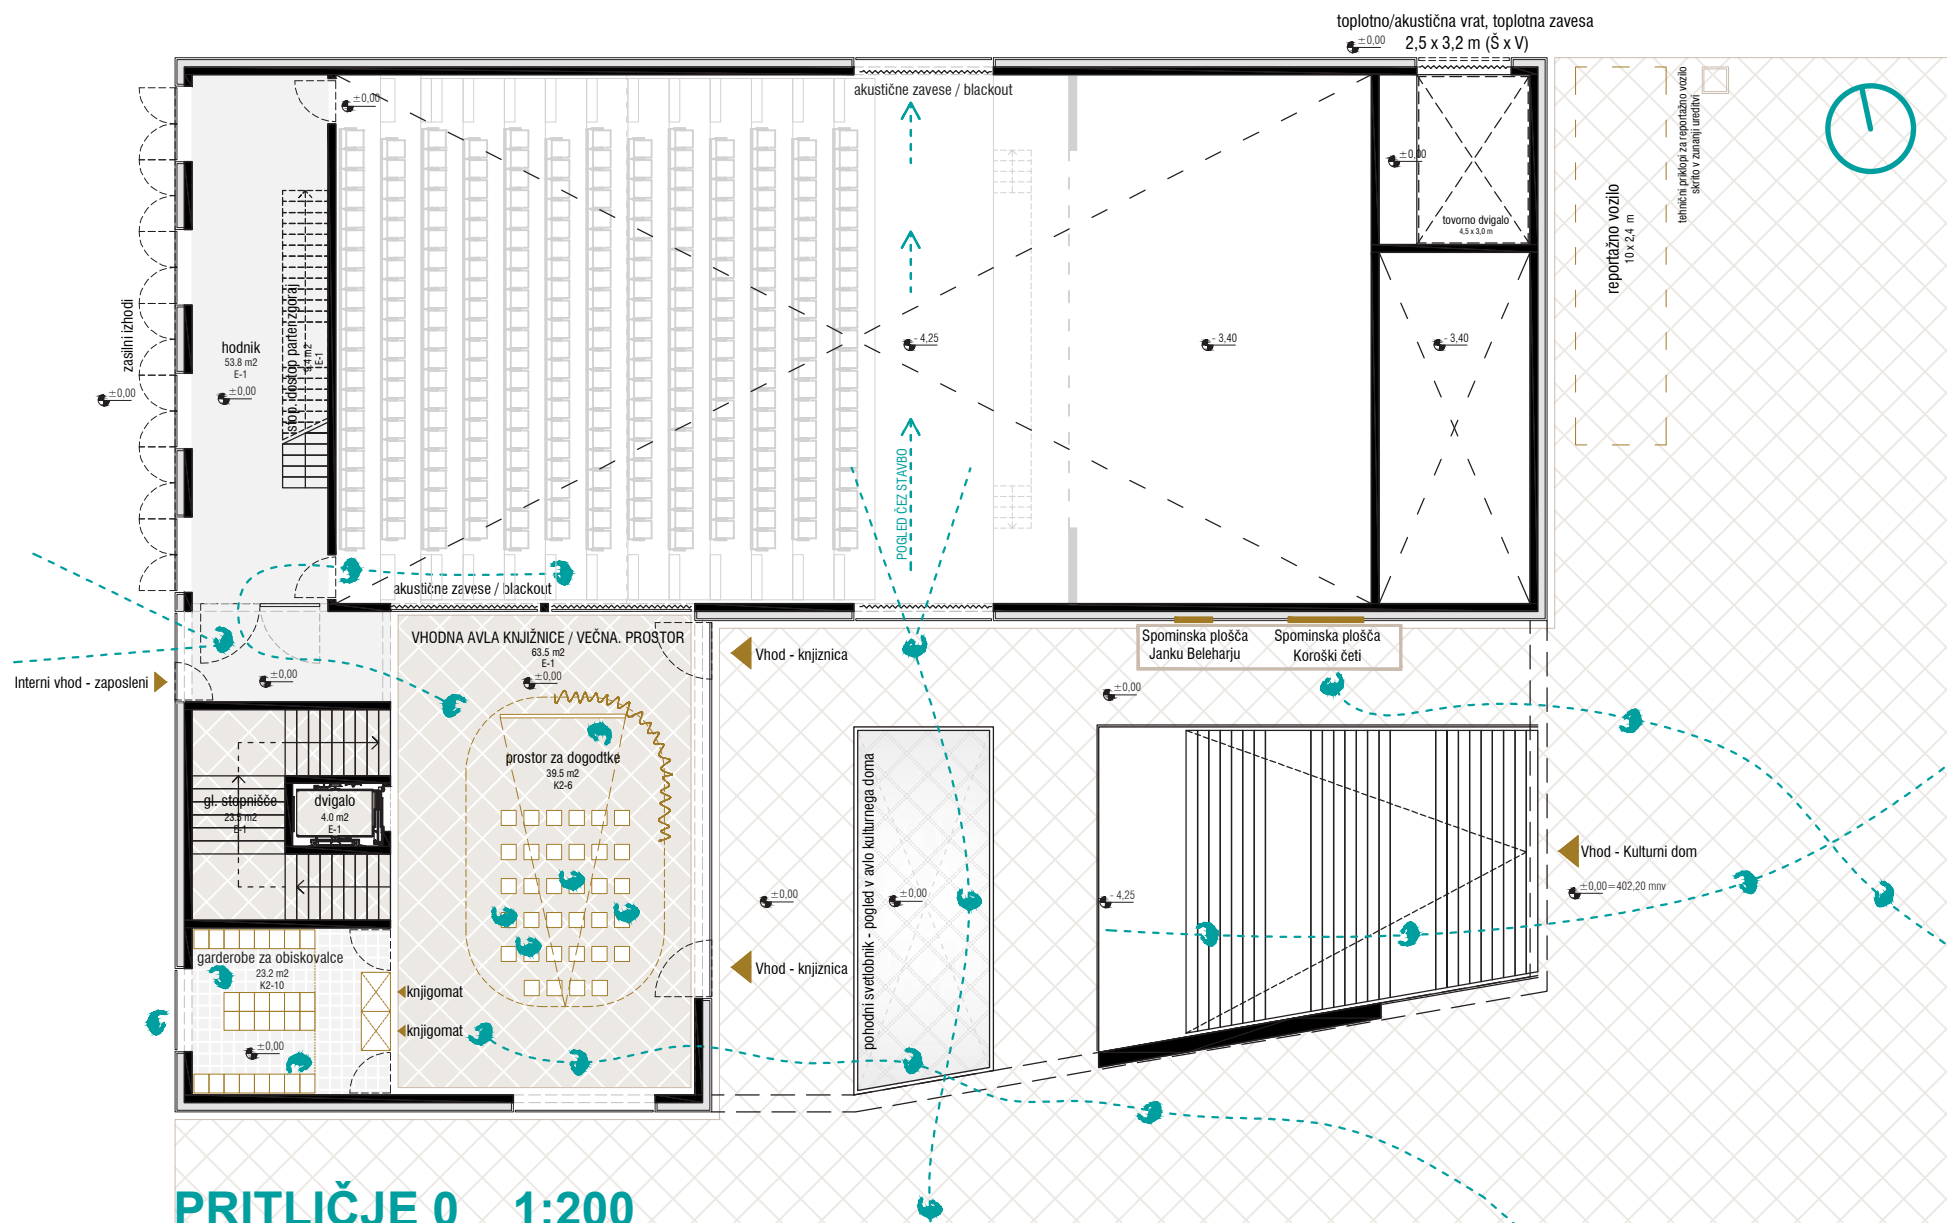 toplotno/akustična vrat, toplotna zavesa
2,5 x 3,2 m (Š x V)
±0,00
±0,00
akustične zavese / blackout
±0,00
tovorno dvigalo
4,5 x 3,0 m
reportažno vozilo
10 x 2,4 m
tehnični priklopi za reportažno vozilo
skrito v zunanji ureditvi
zasilni izhodi
±0,00
hodnik
53.8 m2
E-1
±0,00
E-1
- 4,25
- 3,40
- 3,40
POGLED ČEZ STAVBO
akustične zavese / blackout
VHODNA AVLA KNJIŽNICE / VEČNA. PROSTOR
63.5 m2
E-1
±0,00
Vhod - knjiznica
Spominska plošča
Janku Beleharju
Spominska plošča
Koroški četi
Interni vhod - zaposleni
±0,00
±0,00
prostor za dogodtke
39.5 m2
K2-6
gl. stopnišče
E-1
dvigalo
4.0 m2
E-1
pohodni svetlobnik - pogled v avlo kulturnega doma
Vhod - Kulturni dom
±0,00=402,20 mnv
±0,00
±0,00
- 4,25
garderobe za obiskovalce
23.2 m2
K2-10
±0,00
knjigomat
knjigomat
Vhod - knjiznica
PRITLIČJE 0 1:200